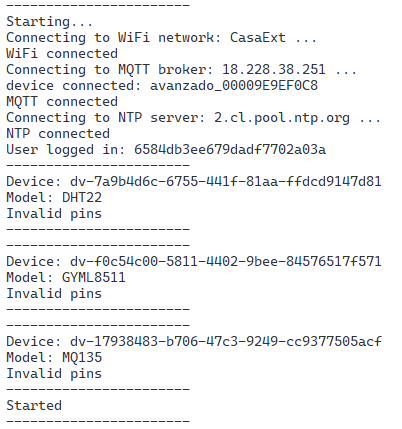 -----------------------
Starting...
Connecting to WiFi network: CasaExt ...
WiFi connected
Connecting to MQTT broker: 18.228.38.251 ...
device connected: avanzado_00009E9EF0C8
MQTT connected
Connecting to NTP server: 2.cl.pool.ntp.org ...
NTP connected
User logged in: 6584db3ee679dadf7702a03a
-----------------------
Device: dv-7a9b4d6c-6755-441f-81aa-ffdcd9147d81
Model: DHT22
Invalid pins
-----------------------
-----------------------
Device: dv-f0c54c00-5811-4402-9bee-84576517f571
Model: GYML8511
Invalid pins
-----------------------
-----------------------
Device: dv-17938483-b706-47c3-9249-cc9377505acf
Model: MQ135
Invalid pins
-----------------------
Started
-----------------------